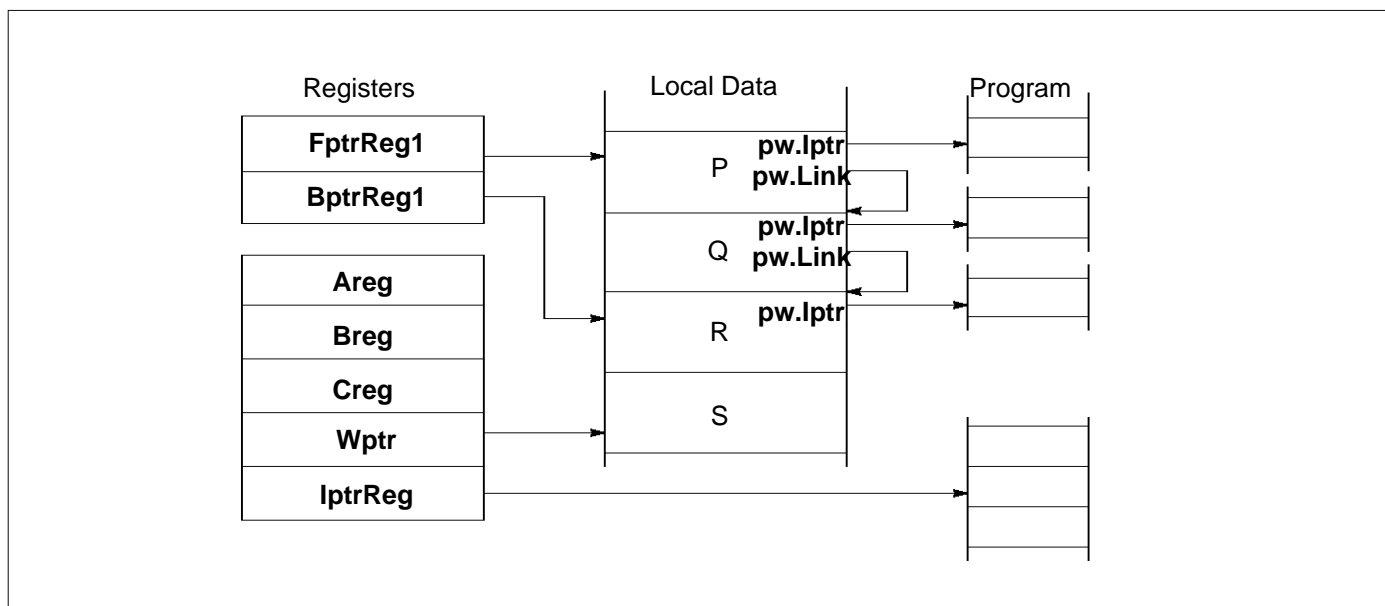 Registers
Local Data
Program
FptrReg1
BptrReg1
Areg
Breg
Creg
Wptr
IptrReg
P
pw.Iptr
pw.Link
Q
pw.Iptr
pw.Link
R
pw.Iptr
S